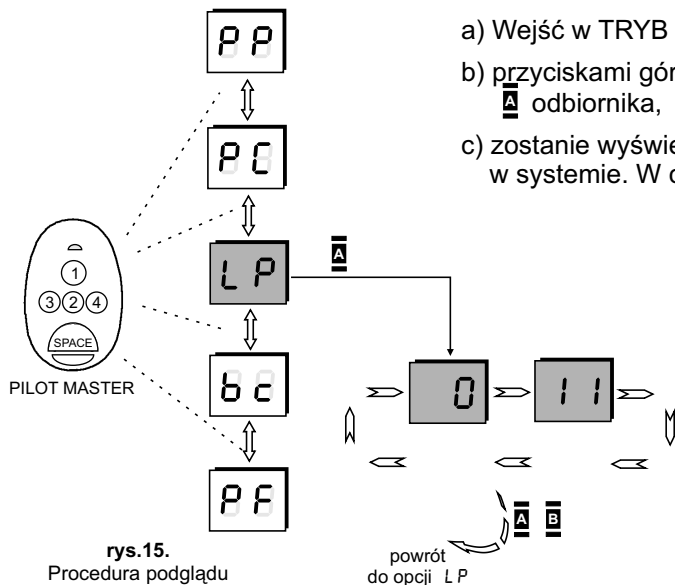 PP
a) Wejść w TRYB
b) przyciskami gór
A odbiornika,
PC
c) zostanie wyświe
w systemie. W
LP
A
1
3 2 4
SPACE
PILOT MASTER
bc
0
11
PF
A B
rys.15.
Procedura podglądu
powrót
do opcji LP